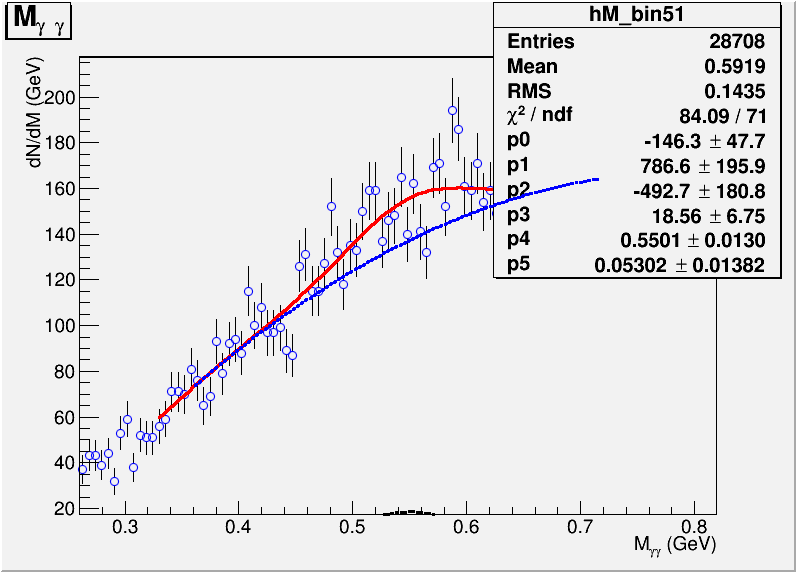 M γ γ
hM_bin51
Entries 28708
Mean 0.5919
RMS 0.1435
χ² / ndf 84.09 / 71
p0 -146.3 ± 47.7
p1 786.6 ± 195.9
p2 -492.7 ± 180.8
p3 18.56 ± 6.75
p4 0.5501 ± 0.0130
p5 0.05302 ± 0.01382
dN/dM (GeV)
200
180
160
140
120
100
80
60
40
20
0.3 0.4 0.5 0.6 0.7 0.8
Mγγ (GeV)